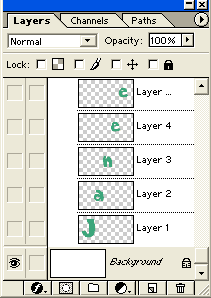 Layers Channels Paths
Normal Opacity: 100%
Lock:
e Layer ...
e Layer 4
n Layer 3
a Layer 2
J Layer 1
Background